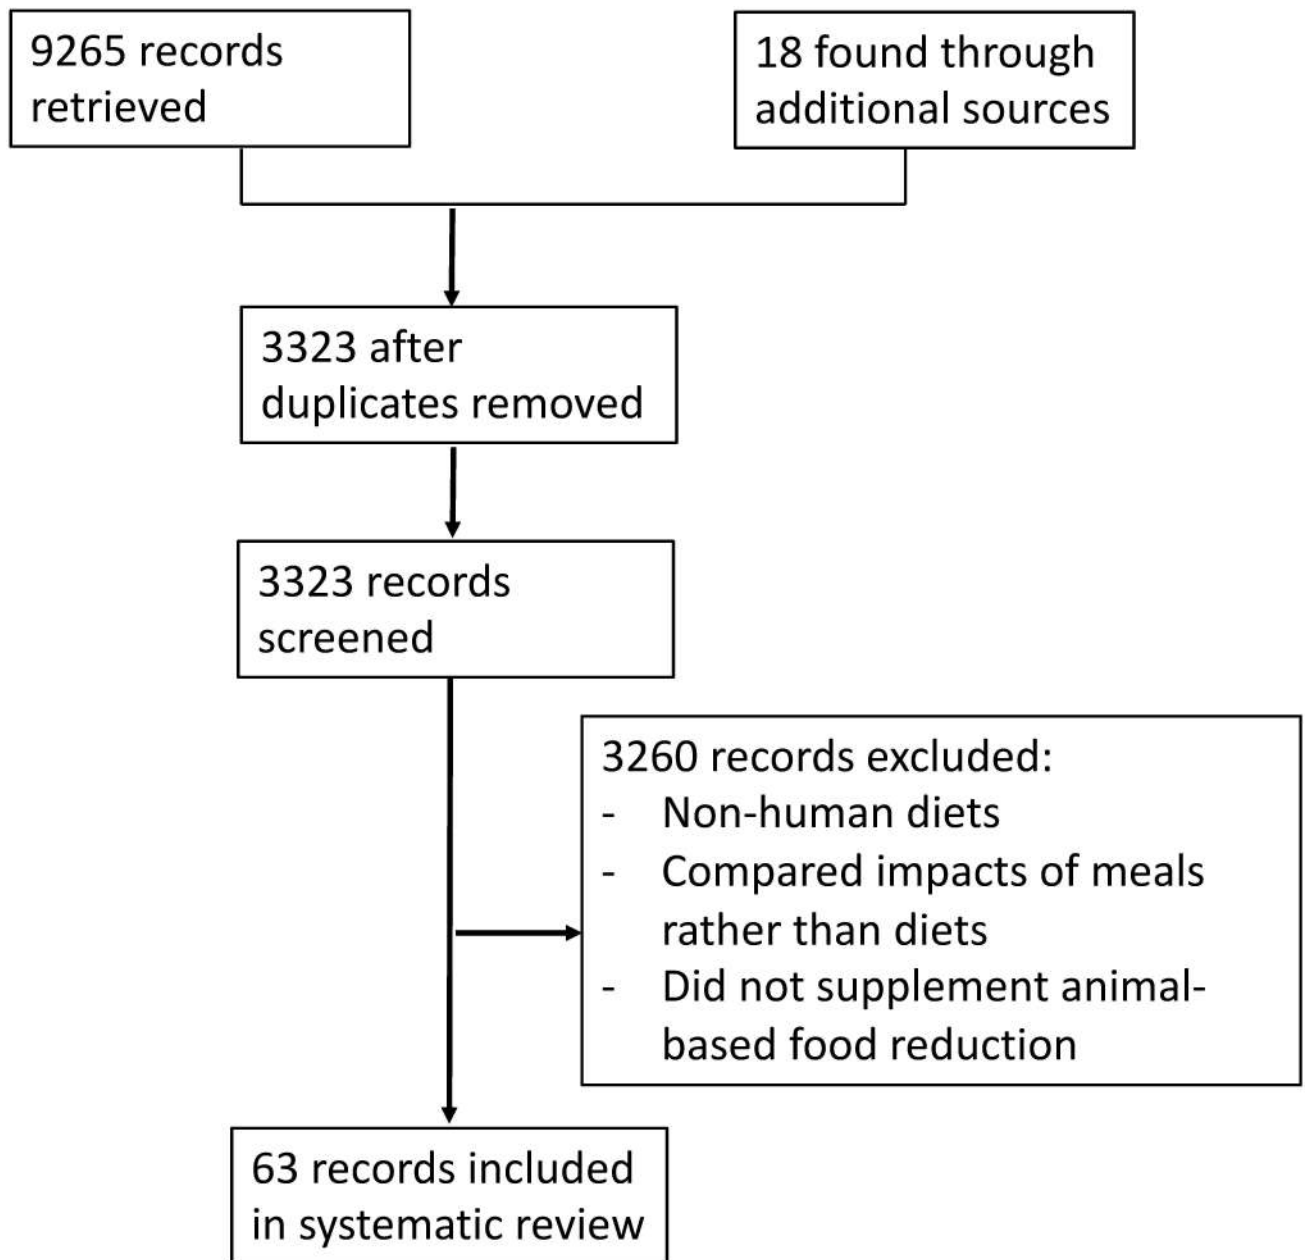 9265 records
retrieved
18 found through
additional sources
3323 after
duplicates removed
3323 records
screened
3260 records excluded:
- Non-human diets
- Compared impacts of meals
rather than diets
- Did not supplement animal-
based food reduction
63 records included
in systematic review